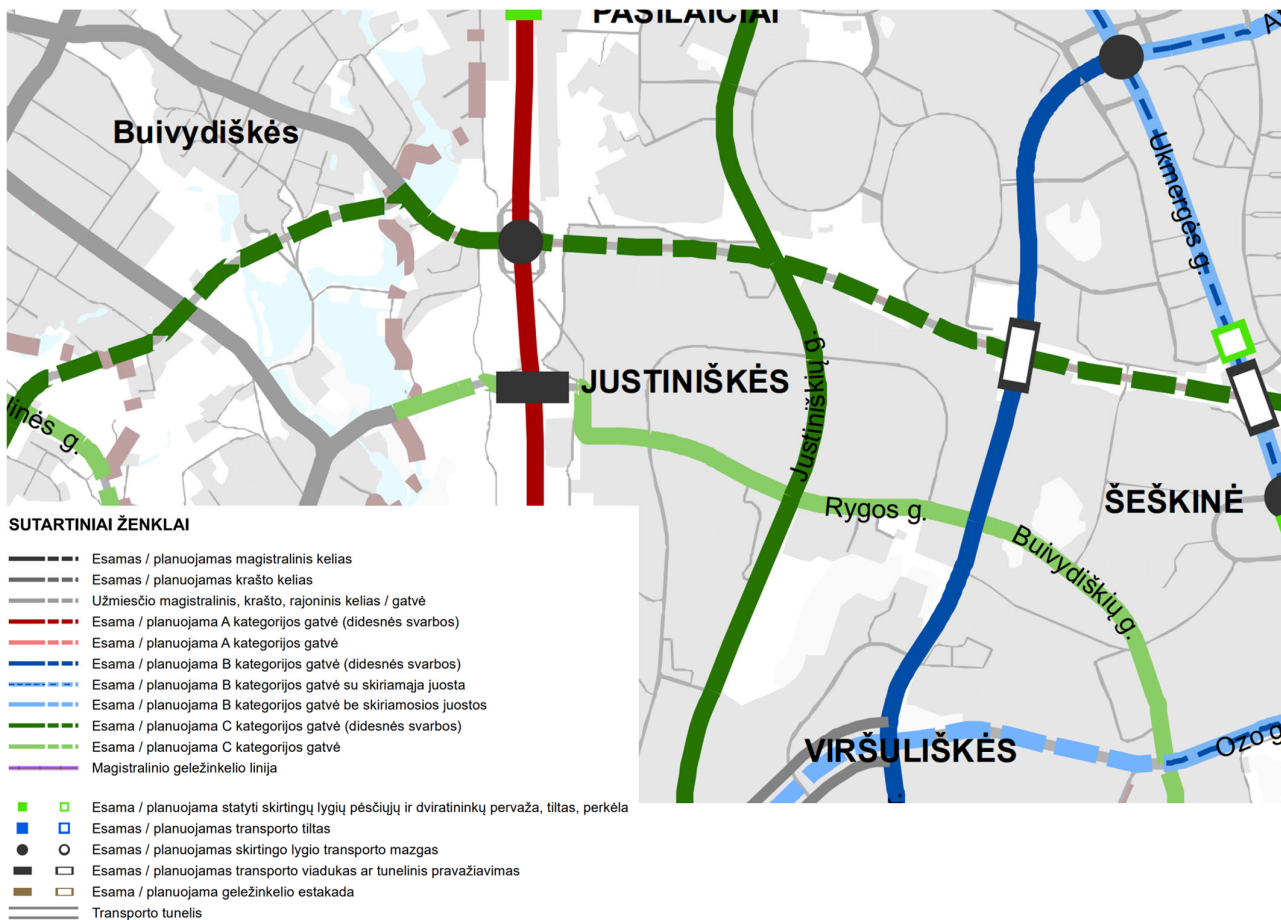 PAŠILAIČIAI
Buivydiškės
Ukmergės g.
JUSTINIŠKĖS
Justiniškių g.
linės g.
Rygos g.
ŠEŠKINĖ
Buivydiškių g.
VIRŠULIŠKĖS
Ozo g
SUTARTINIAI ŽENKLAI
Esamas / planuojamas magistralinis kelias
Esamas / planuojamas krašto kelias
Užmiesčio magistralinis, krašto, rajoninis kelias / gatvė
Esama / planuojama A kategorijos gatvė (didesnės svarbos)
Esama / planuojama A kategorijos gatvė
Esama / planuojama B kategorijos gatvė (didesnės svarbos)
Esama / planuojama B kategorijos gatvė su skiriamąja juosta
Esama / planuojama B kategorijos gatvė be skiriamosios juostos
Esama / planuojama C kategorijos gatvė (didesnės svarbos)
Esama / planuojama C kategorijos gatvė
Magistralinio geležinkelio linija
Esama / planuojama statyti skirtingų lygių pėsčiųjų ir dviratininkų pervaža, tiltas, perkėla
Esamas / planuojamas transporto tiltas
Esamas / planuojamas skirtingo lygio transporto mazgas
Esamas / planuojamas transporto viadukas ar tunelinis pravažiavimas
Esama / planuojama geležinkelio estakada
Transporto tunelis